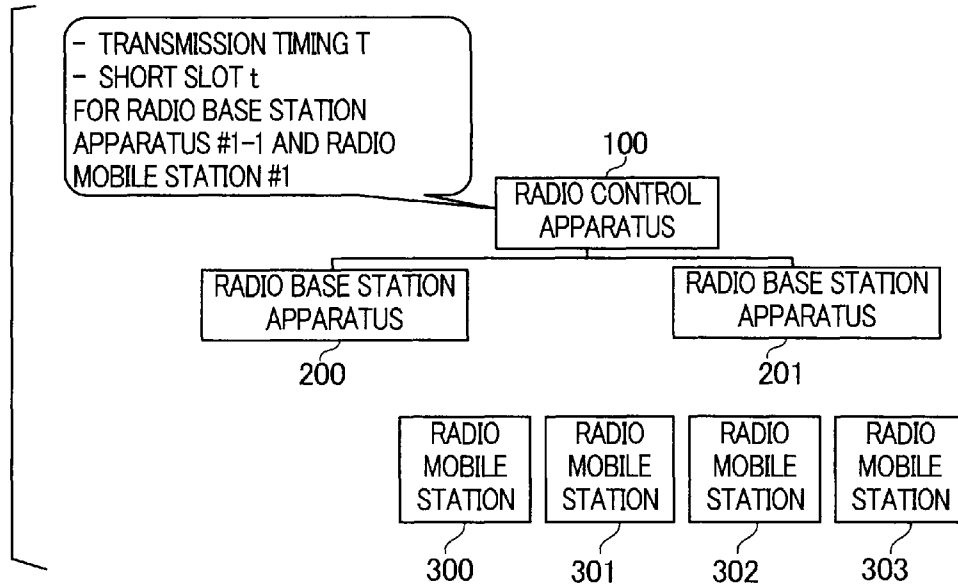 - TRANSMISSION TIMING T
- SHORT SLOT t
FOR RADIO BASE STATION
APPARATUS #1-1 AND RADIO
MOBILE STATION #1
100
RADIO CONTROL
APPARATUS
RADIO BASE STATION
APPARATUS
RADIO BASE STATION
APPARATUS
200
201
RADIO
MOBILE
STATION
RADIO
MOBILE
STATION
RADIO
MOBILE
STATION
RADIO
MOBILE
STATION
300
301
302
303